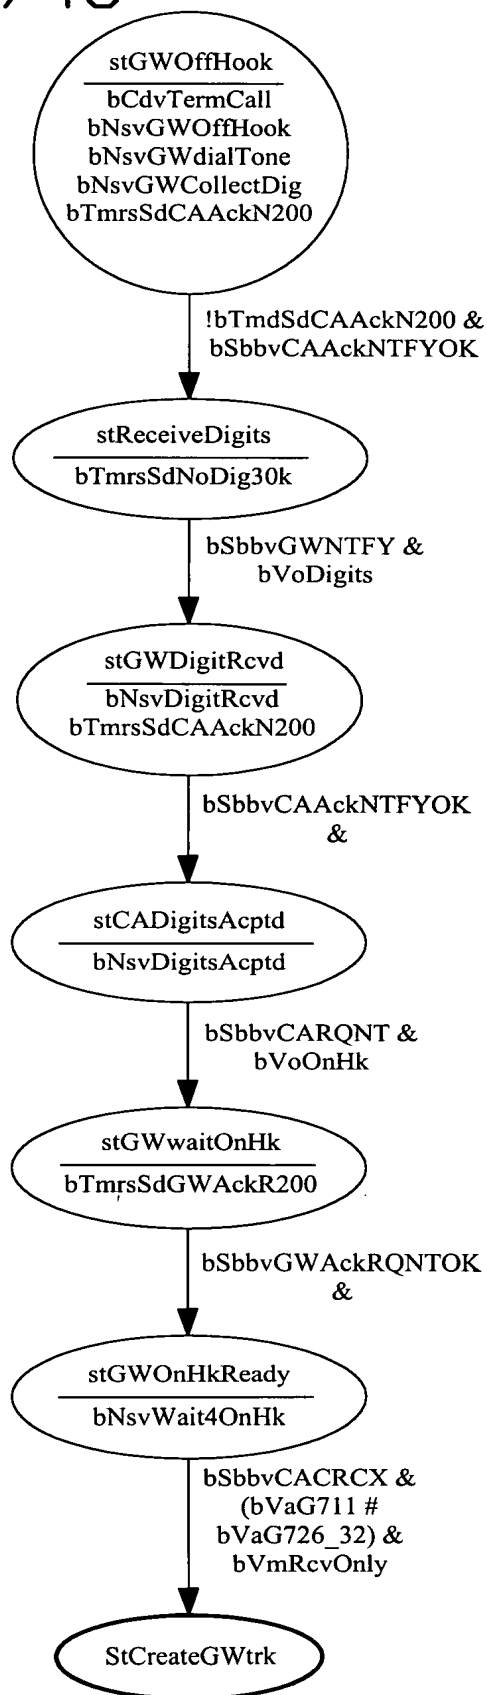 stGWOffHook
bCdvTermCall
bNsvGWOffHook
bNsvGWdialTone
bNsvGWCollectDig
bTmrsSdCAAckN200
!bTmdSdCAAckN200 &
bSbbvCAAckNTFYOK
stReceiveDigits
bTmrsSdNoDig30k
bSbbvGWNTFY &
bVoDigits
stGWDigitRcvd
bNsvDigitRcvd
bTmrsSdCAAckN200
bSbbvCAAckNTFYOK
&
stCADigitsAcptd
bNsvDigitsAcptd
bSbbvCARQNT &
bVoOnHk
stGWwaitOnHk
bTmrsSdGWAckR200
bSbbvGWAckRQNTOK
&
stGWOnHkReady
bNsvWait4OnHk
bSbbvCACRCX &
(bVaG711 #
bVaG726_32) &
bVmRcvOnly
StCreateGWtrk